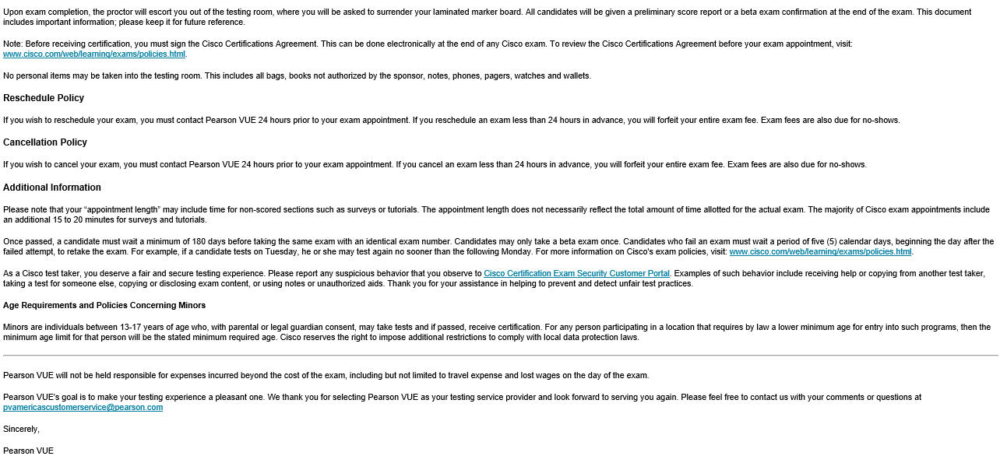 Upon exam completion, the proctor will escort you out of the testing room, where you will be asked to surrender your laminated marker board. All candidates will be given a preliminary score report or a beta exam confirmation at the end of the exam. This document
includes important information; please keep it for future reference.
Note: Before receiving certification, you must sign the Cisco Certifications Agreement. This can be done electronically at the end of any Cisco exam. To review the Cisco Certifications Agreement before your exam appointment, visit:
www.cisco.com/web/learning/exams/policies.html.
No personal items may be taken into the testing room. This includes all bags, books not authorized by the sponsor, notes, phones, pagers, watches and wallets.
Reschedule Policy
If you wish to reschedule your exam, you must contact Pearson VUE 24 hours prior to your exam appointment. If you reschedule an exam less than 24 hours in advance, you will forfeit your entire exam fee. Exam fees are also due for no-shows.
Cancellation Policy
If you wish to cancel your exam, you must contact Pearson VUE 24 hours prior to your exam appointment. If you cancel an exam less than 24 hours in advance, you will forfeit your entire exam fee. Exam fees are also due for no-shows.
Additional Information
Please note that your “appointment length” may include time for non-scored sections such as surveys or tutorials. The appointment length does not necessarily reflect the total amount of time allotted for the actual exam. The majority of Cisco exam appointments include
an additional 15 to 20 minutes for surveys and tutorials.
Once passed, a candidate must wait a minimum of 180 days before taking the same exam with an identical exam number. Candidates may only take a beta exam once. Candidates who fail an exam must wait a period of five (5) calendar days, beginning the day after the
failed attempt, to retake the exam. For example, if a candidate tests on Tuesday, he or she may test again no sooner than the following Monday. For more information on Cisco's exam policies, visit: www.cisco.com/web/learning/exams/policies.html.
As a Cisco test taker, you deserve a fair and secure testing experience. Please report any suspicious behavior that you observe to Cisco Certification Exam Security Customer Portal. Examples of such behavior include receiving help or copying from another test taker,
taking a test for someone else, copying or disclosing exam content, or using notes or unauthorized aids. Thank you for your assistance in helping to prevent and detect unfair test practices.
Age Requirements and Policies Concerning Minors
Minors are individuals between 13-17 years of age who, with parental or legal guardian consent, may take tests and if passed, receive certification. For any person participating in a location that requires by law a lower minimum age for entry into such programs, then the
minimum age limit for that person will be the stated minimum required age. Cisco reserves the right to impose additional restrictions to comply with local data protection laws.
Pearson VUE will not be held responsible for expenses incurred beyond the cost of the exam, including but not limited to travel expense and lost wages on the day of the exam.
Pearson VUE's goal is to make your testing experience a pleasant one. We thank you for selecting Pearson VUE as your testing service provider and look forward to serving you again. Please feel free to contact us with your comments or questions at
pvamericascustomerservice@pearson.com
Sincerely,
Pearson VUE